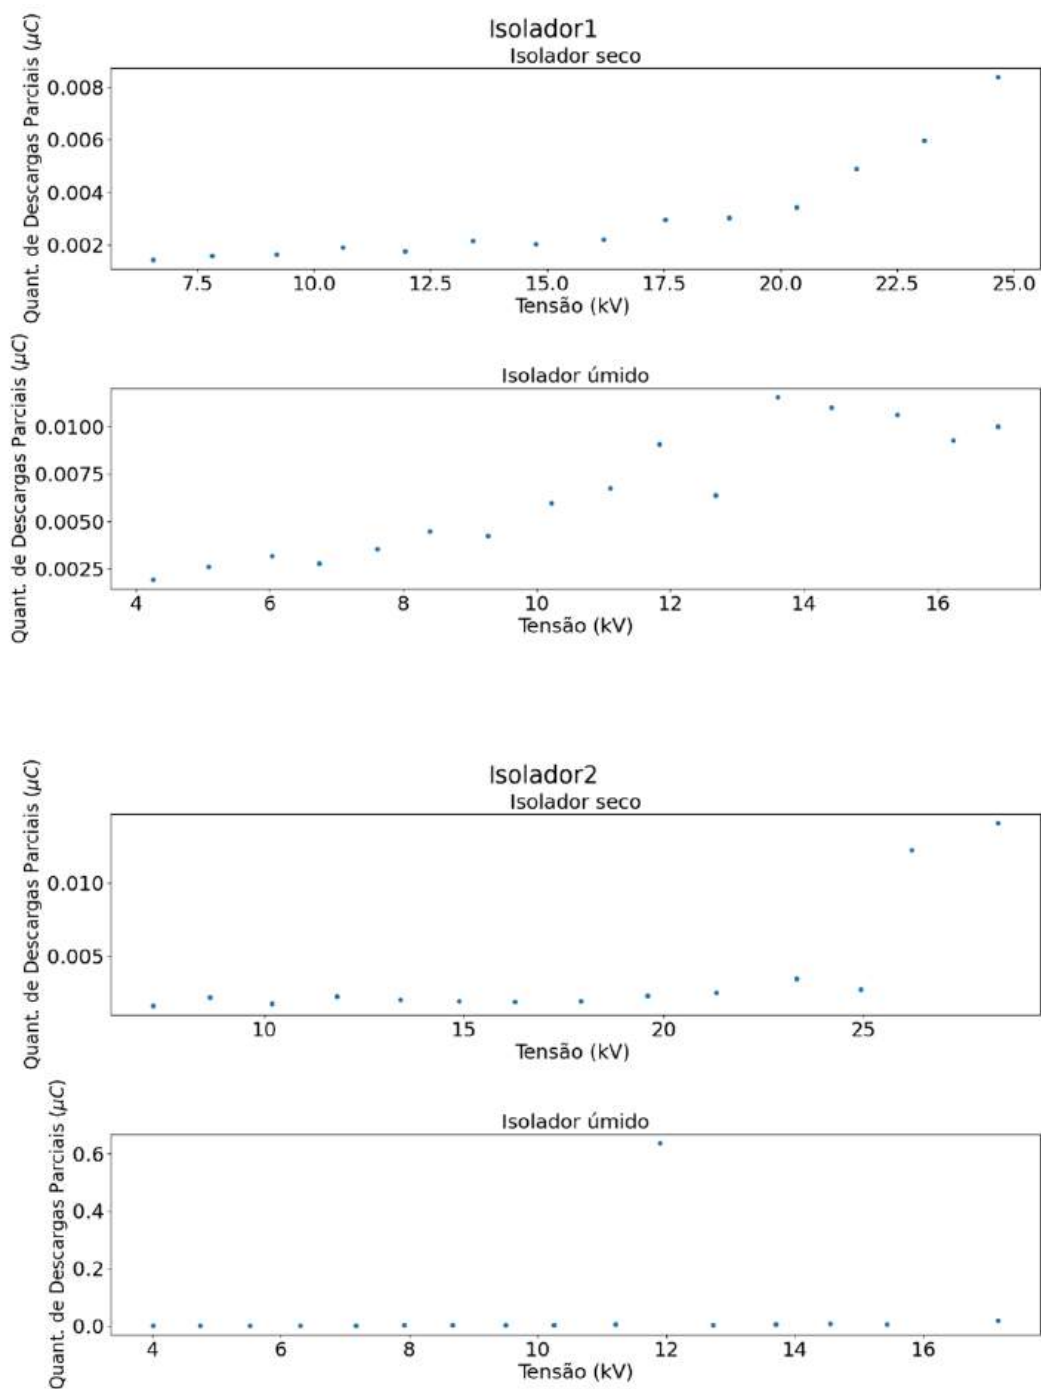 Isolador1
Isolador seco
Quant. de Descargas Parciais (μC)
0.008
0.006
0.004
0.002
7.5 10.0 12.5 15.0 17.5 20.0 22.5 25.0
Tensão (kV)
Isolador úmido
Quant. de Descargas Parciais (μC)
0.0100
0.0075
0.0050
0.0025
4 6 8 10 12 14 16
Tensão (kV)
Isolador2
Isolador seco
Quant. de Descargas Parciais (μC)
0.010
0.005
10 15 20 25
Tensão (kV)
Isolador úmido
Quant. de Descargas Parciais (μC)
0.6
0.4
0.2
0.0
4 6 8 10 12 14 16
Tensão (kV)